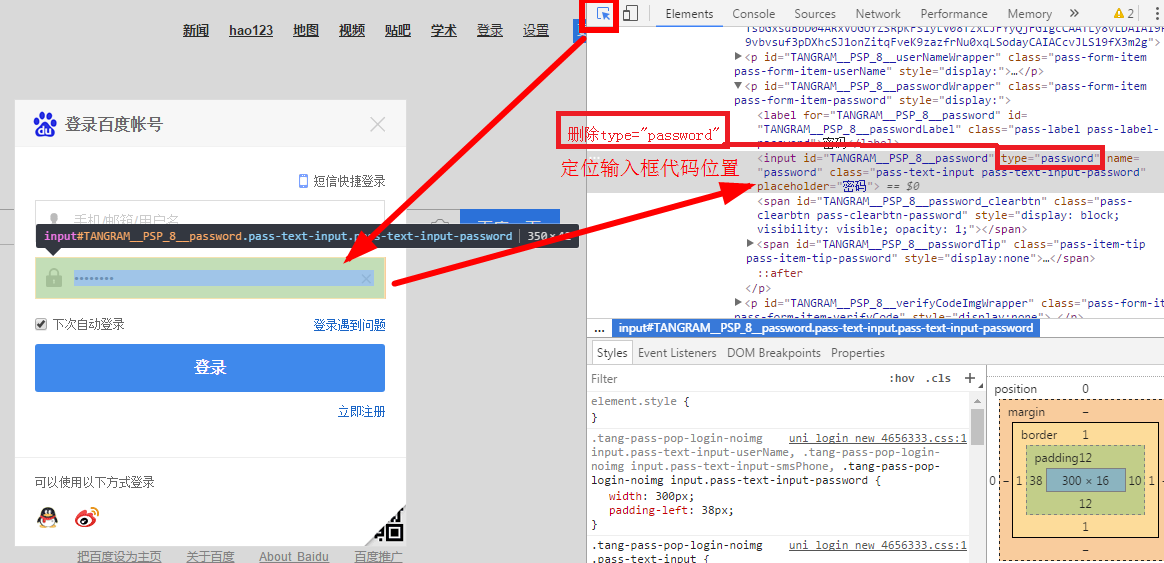 新闻 hao123 地图 视频 贴吧 学术 登录 设置
登录百度帐号
短信快捷登录
手机/邮箱/用户名
input#TANGRAM__PSP_8__password.pass-text-input.pass-text-input-password
••••••••
下次自动登录 登录遇到问题
登录
立即注册
可以使用以下方式登录
把百度设为主页 关于百度 About Baidu 百度推广
删除type="password"
定位输入框代码位置
Elements Console Sources Network Performance Memory » 2
<p id="TANGRAM__PSP_8__userNameWrapper" class="pass-form-item
pass-form-item-userName" style="display:">…</p>
<p id="TANGRAM__PSP_8__passwordWrapper" class="pass-form-item
pass-form-item-password" style="display:">
<label for="TANGRAM__PSP_8__password" id=
"TANGRAM__PSP_8__passwordLabel" class="pass-label pass-label-
password">密码</label>
<input id="TANGRAM__PSP_8__password" type="password" name=
"password" class="pass-text-input pass-text-input-password"
placeholder="密码"> == $0
<span id="TANGRAM__PSP_8__password_clearbtn" class="pass-
clearbtn pass-clearbtn-password" style="display: block;
visibility: visible; opacity: 1;"></span>
<span id="TANGRAM__PSP_8__passwordTip" class="pass-item-tip
pass-item-tip-password" style="display:none">…</span>
::after
</p>
<p id="TANGRAM__PSP_8__verifyCodeImgWrapper" class="pass-form-it
... input#TANGRAM__PSP_8__password.pass-text-input.pass-text-input-password
Styles Event Listeners DOM Breakpoints Properties
Filter :hov .cls +
element.style {
}
.tang-pass-pop-login-noimg uni_login_new_4656333.css:1
input.pass-text-input-userName, .tang-pass-pop-login-
noimg input.pass-text-input-smsPhone, .tang-pass-pop-
login-noimg input.pass-text-input-password {
width: 300px;
padding-left: 38px;
}
.tang-pass-pop-login-noimg uni_login_new_4656333.css:1
.pass-text-input {
position 0
margin –
border 1
padding12
0 – 1 38 300 × 16 10 1 –
12
1
–